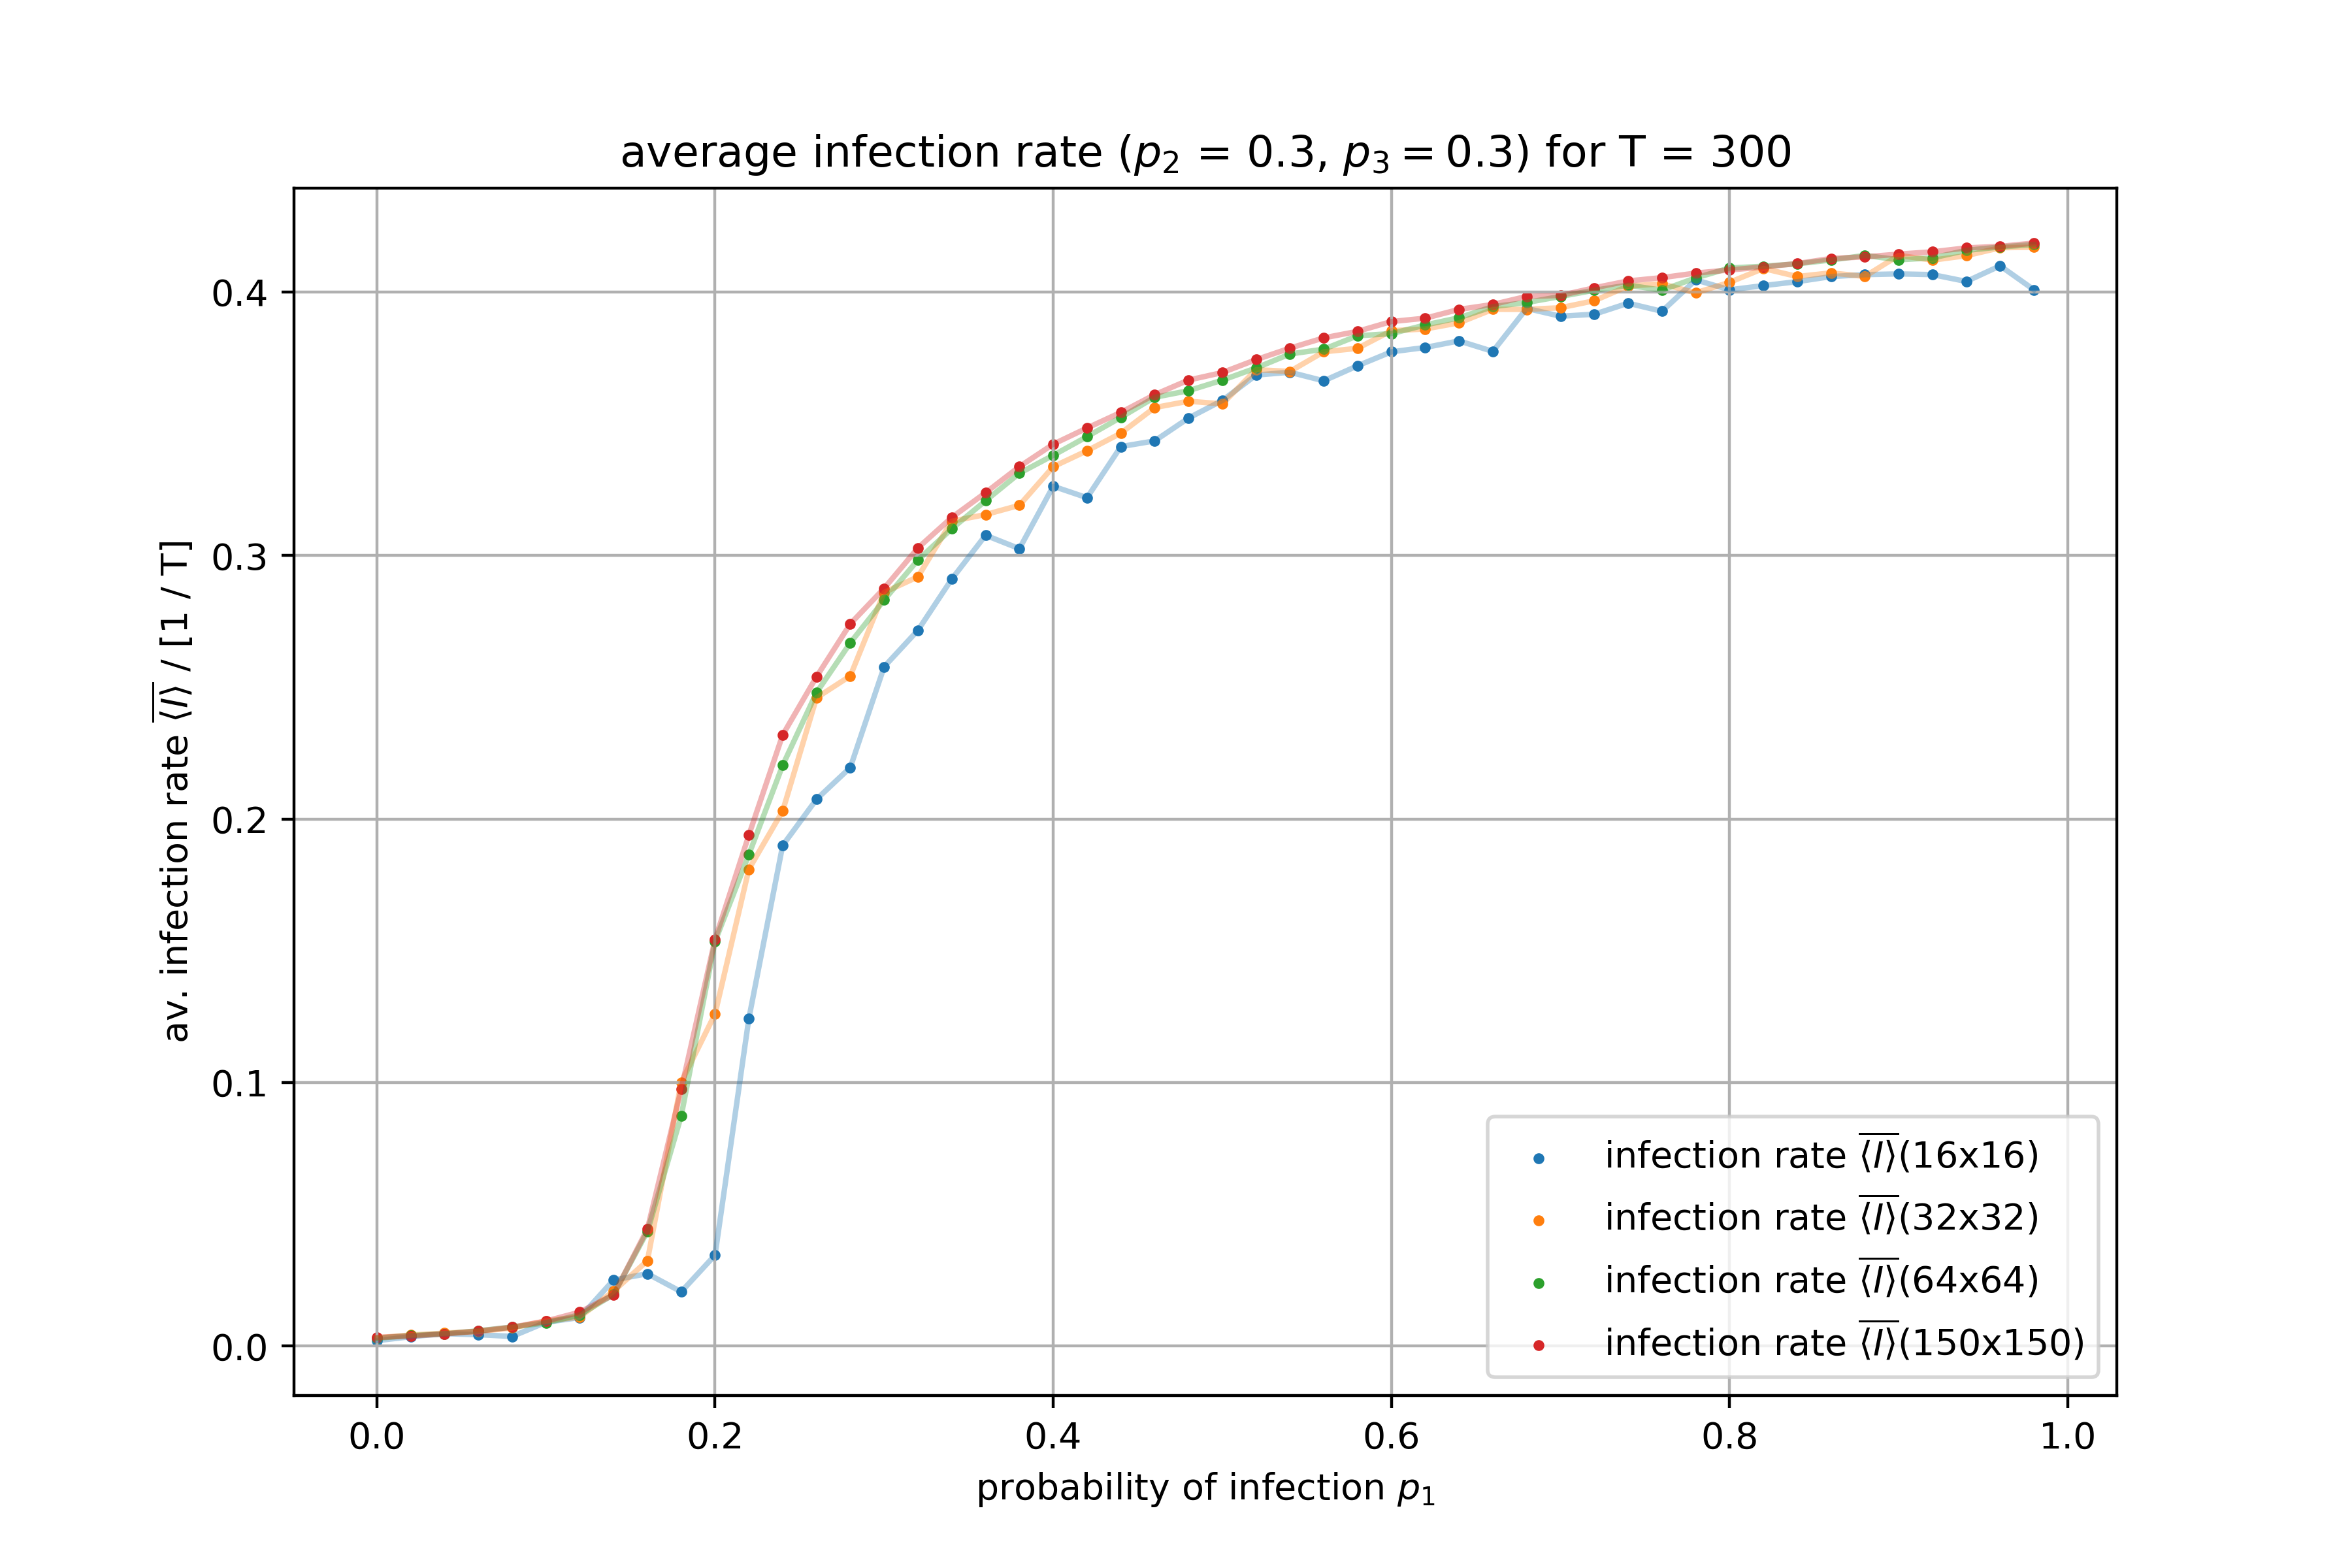 average infection rate (p₂ = 0.3, p₃ = 0.3) for T = 300
av. infection rate ⟨I⟩ / [1 / T]
0.4
0.3
0.2
0.1
0.0
infection rate ⟨I⟩(16x16)
infection rate ⟨I⟩(32x32)
infection rate ⟨I⟩(64x64)
infection rate ⟨I⟩(150x150)
0.0 0.2 0.4 0.6 0.8 1.0
probability of infection p₁